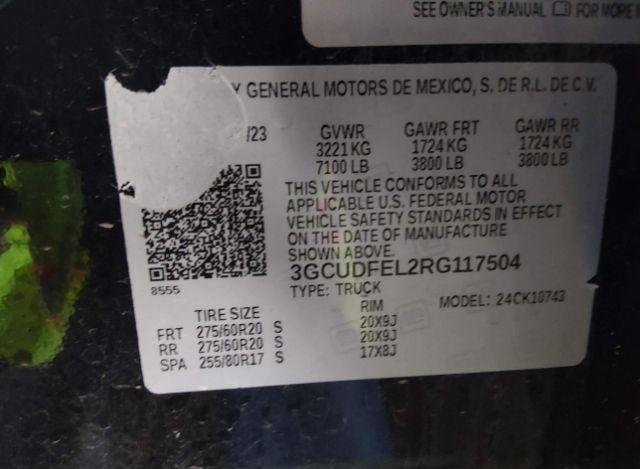 SEE OWNER'S MANUAL FOR MORE
Y GENERAL MOTORS DE MEXICO, S. DE R.L. DE C.V.
/23 GVWR GAWR FRT GAWR RR
3221 KG 1724 KG 1724 KG
7100 LB 3800 LB 3800 LB
THIS VEHICLE CONFORMS TO ALL
APPLICABLE U.S. FEDERAL MOTOR
VEHICLE SAFETY STANDARDS IN EFFECT
ON THE DATE OF MANUFACTURE
SHOWN ABOVE.
3GCUDFEL2RG117504
8555 TYPE: TRUCK MODEL: 24CK10743
TIRE SIZE RIM
FRT 275/60R20 S 20X9J
RR 275/60R20 S 20X9J
SPA 255/80R17 S 17X8J